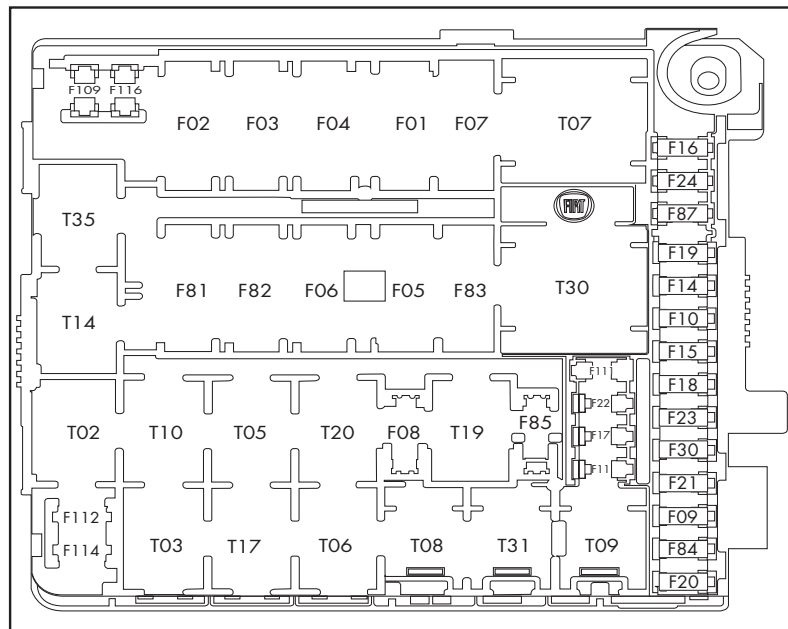 F109 F116
F02 F03 F04 F01 F07 T07
F16
F24
F87
T35
FIAT
F19
F81 F82 F06 F05 F83 T30
F14
T14
F10
F15
F111
F18
F22
F23
T02 T10 T05 T20 F08 T19 F85
F17
F30
F11
F21
F112
F09
F114
T03 T17 T06 T08 T31 T09
F84
F20